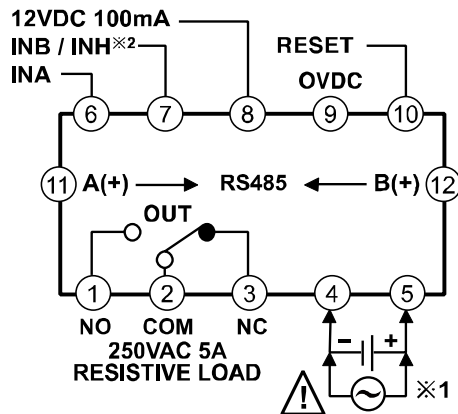 12VDC 100mA
INB / INH※2
RESET
INA
OVDC
6 7 8 9 10
11 A(+) RS485 B(+) 12
OUT
1 2 3 4 5
NO COM NC
- +
250VAC 5A
RESISTIVE LOAD
! ~ ※1